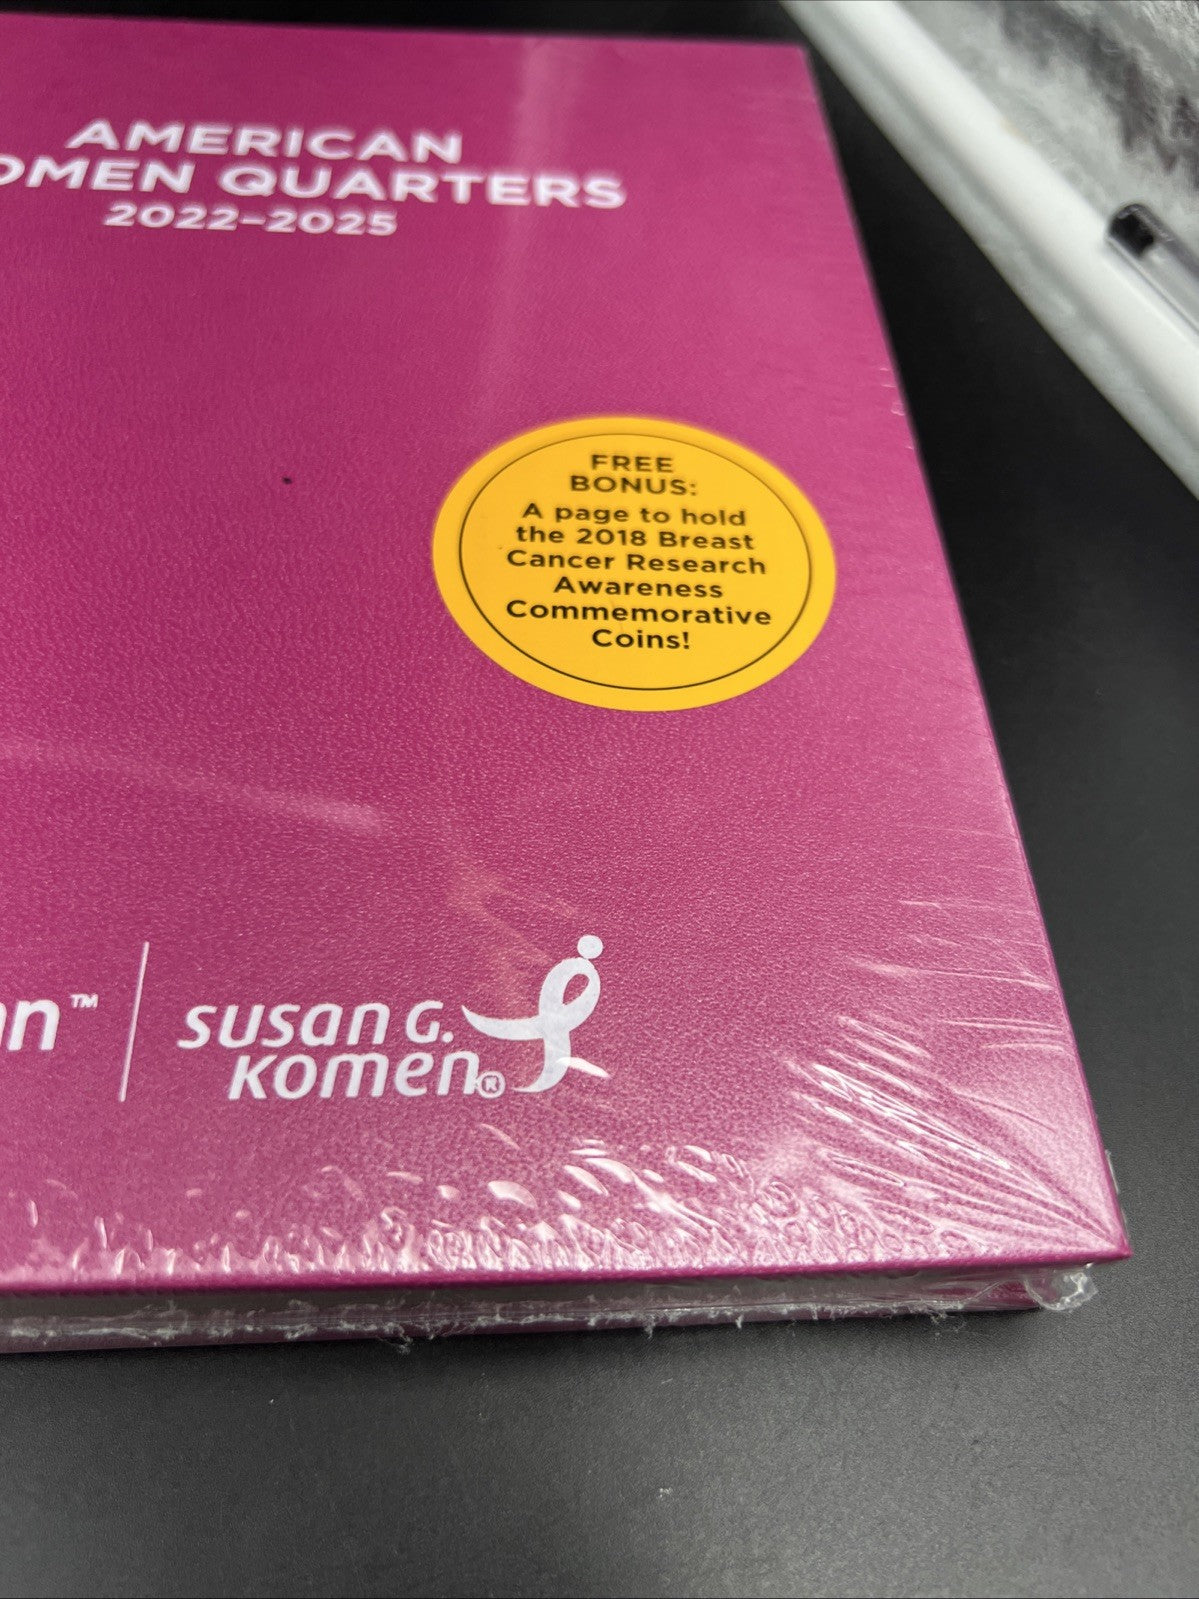 AMERICAN
OMEN QUARTERS
2022–2025
FREE
BONUS:
A page to hold
the 2018 Breast
Cancer Research
Awareness
Commemorative
Coins!
nn™
susan G.
Komen®